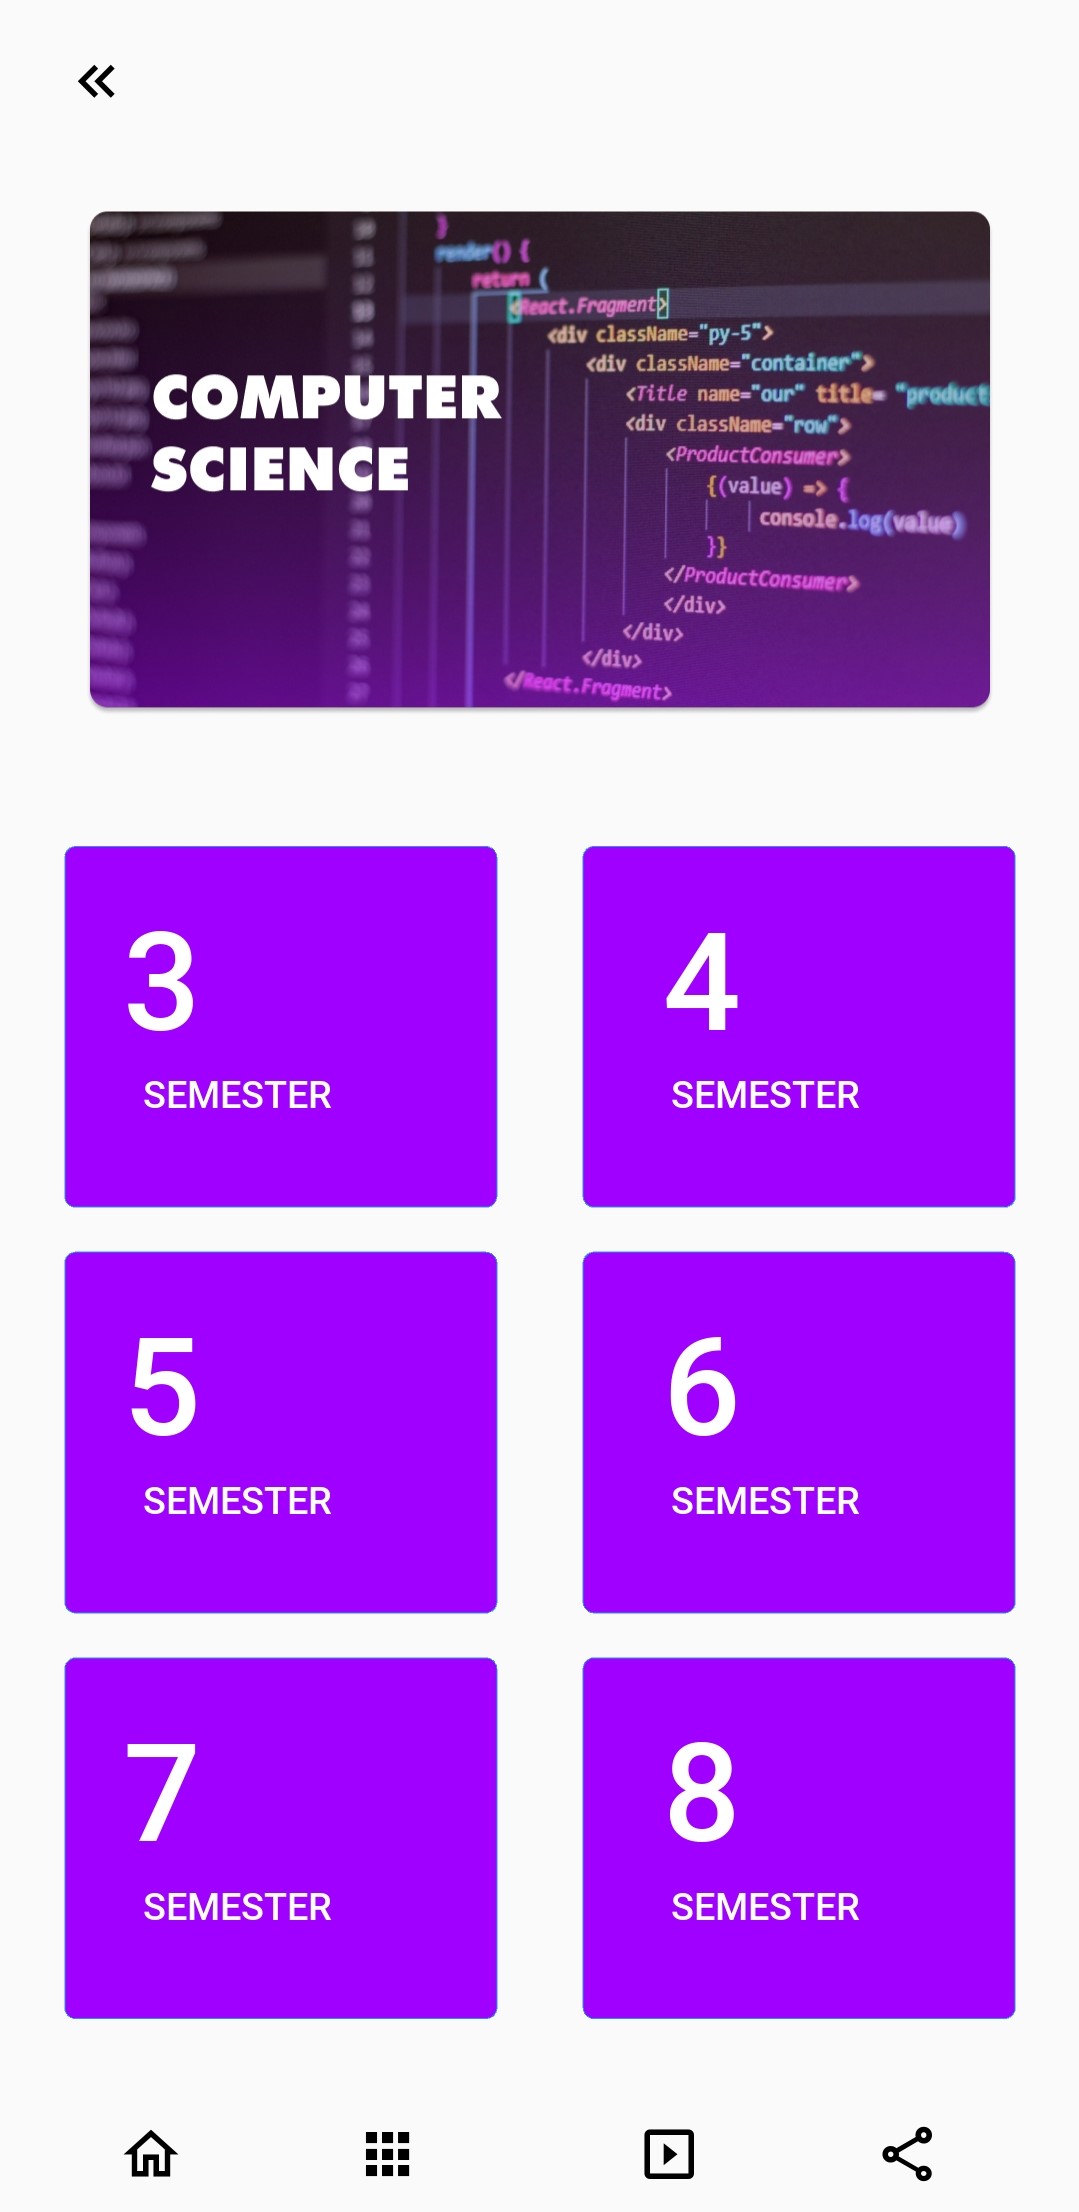 }
render() {
return (
<React.Fragment>
<div className="py-5">
<div className="container">
<Title name="our" title= "product
<div className="row">
<ProductConsumer>
{(value) => {
console.log(value)
}}
</ProductConsumer>
</div>
</div>
</div>
</React.Fragment>
COMPUTER
SCIENCE
3
SEMESTER
4
SEMESTER
5
SEMESTER
6
SEMESTER
7
SEMESTER
8
SEMESTER